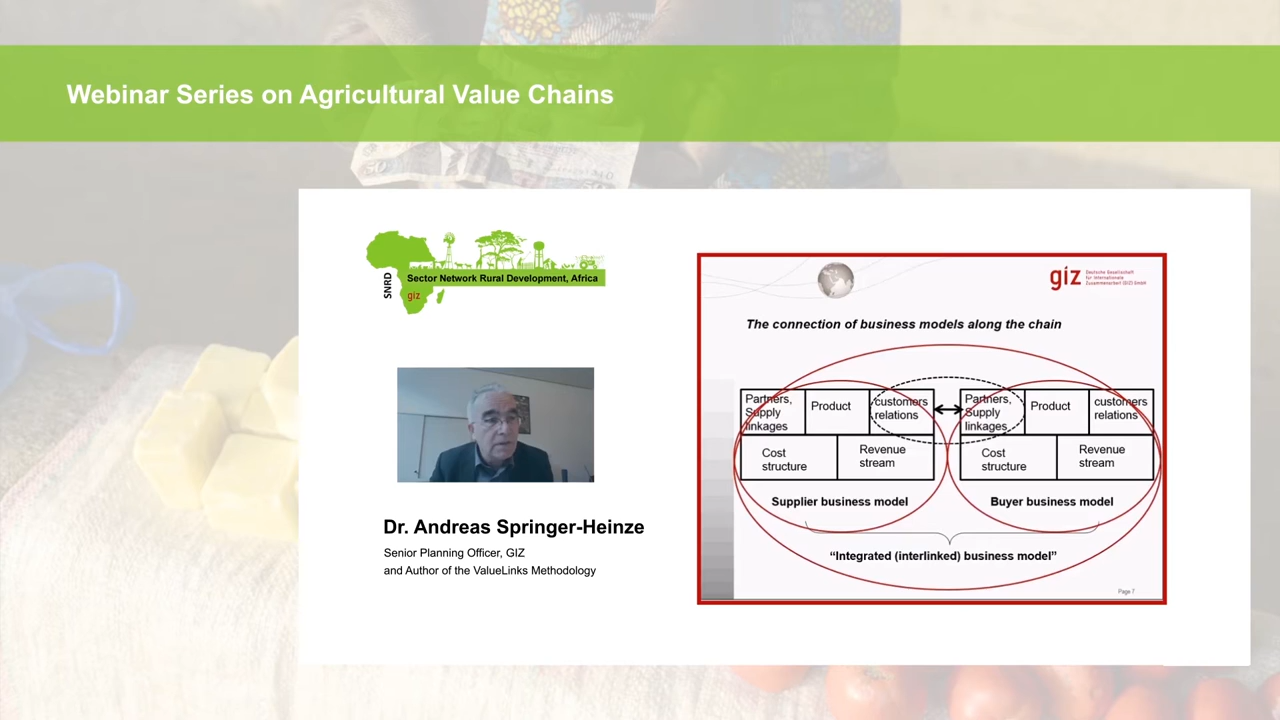 Webinar Series on Agricultural Value Chains
SNRD
Sector Network Rural Development, Africa
giz
Dr. Andreas Springer-Heinze
Senior Planning Officer, GIZ
and Author of the ValueLinks Methodology
giz
Deutsche Gesellschaft
für Internationale
Zusammenarbeit (GIZ) GmbH
The connection of business models along the chain
Partners,
Supply
linkages
Product
customers
relations
Cost
structure
Revenue
stream
Supplier business model
Partners,
Supply
linkages
Product
customers
relations
Cost
structure
Revenue
stream
Buyer business model
“Integrated (interlinked) business model”
Page 7